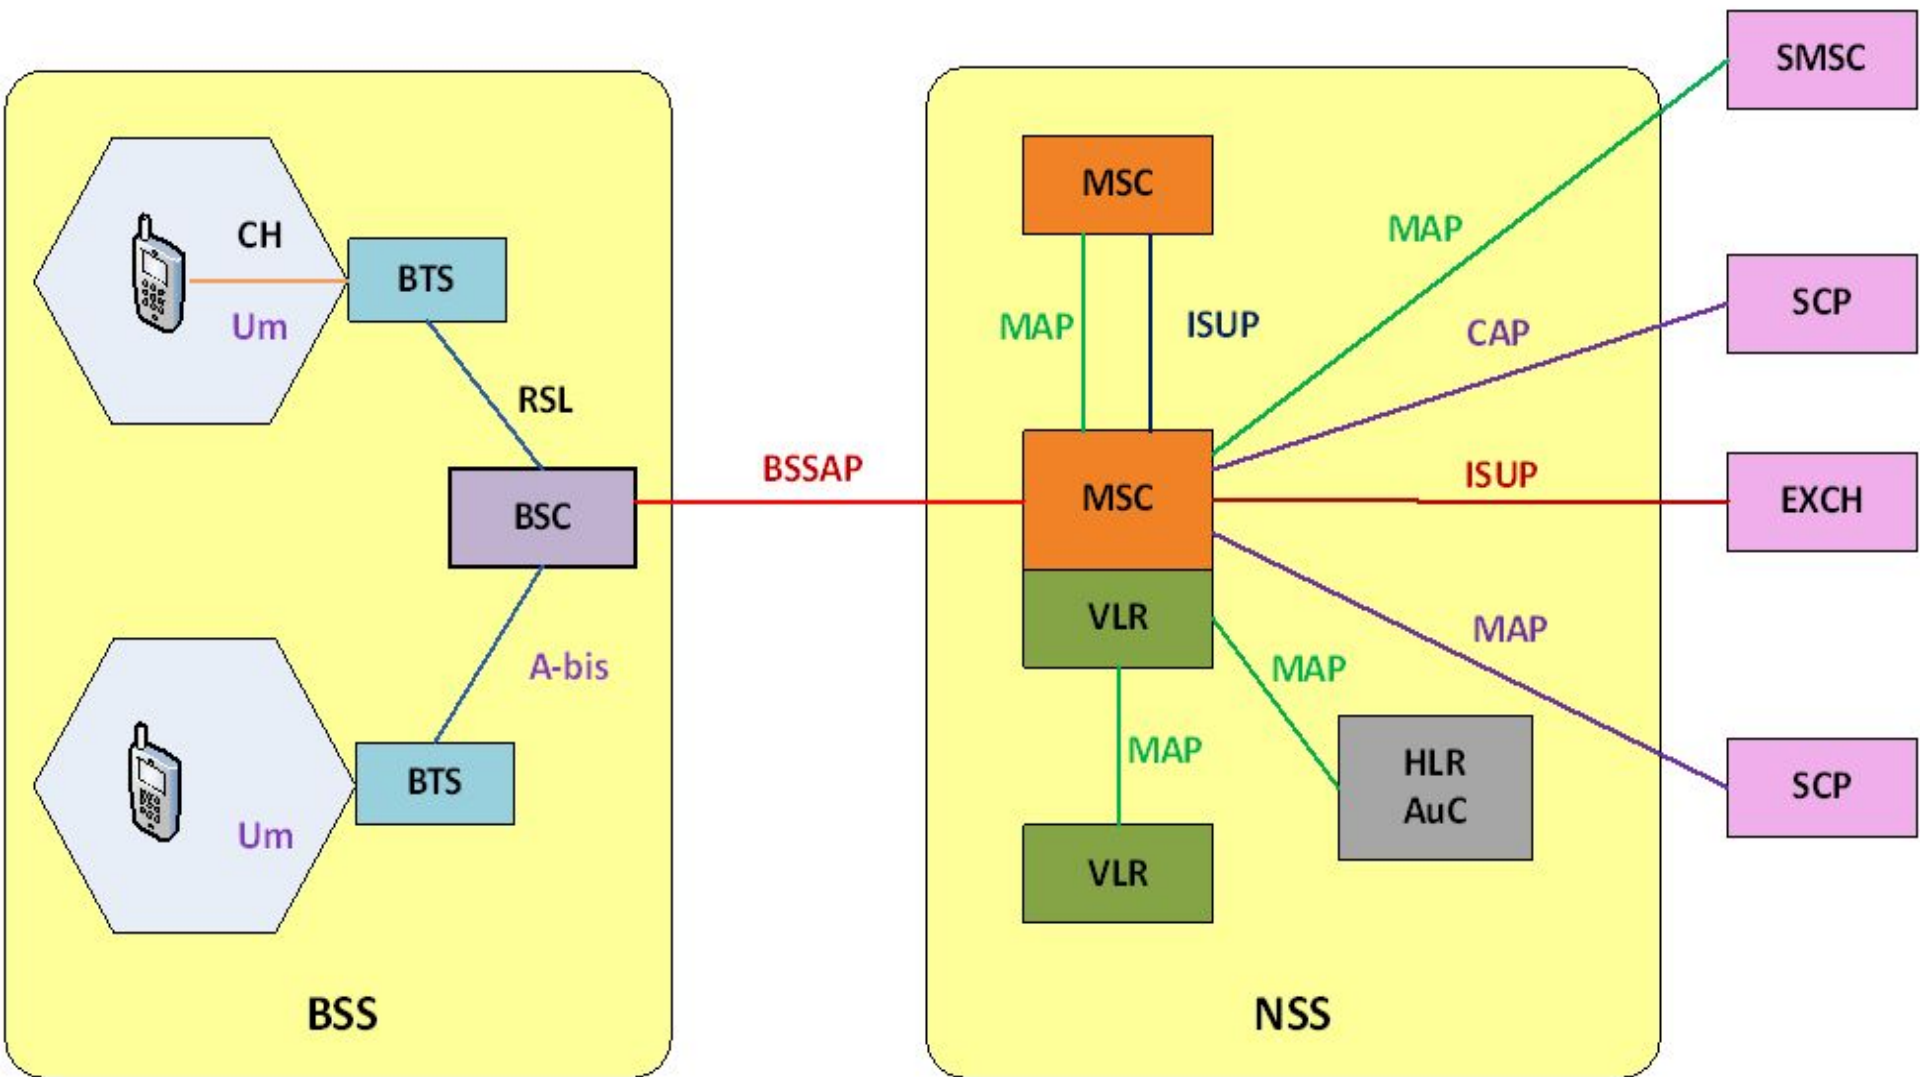 SMSC
MSC
CH
MAP
BTS
SCP
Um
MAP
ISUP
CAP
RSL
BSSAP
ISUP
BSC
MSC
EXCH
VLR
MAP
A-bis
MAP
MAP
HLR
AuC
BTS
SCP
Um
VLR
BSS
NSS